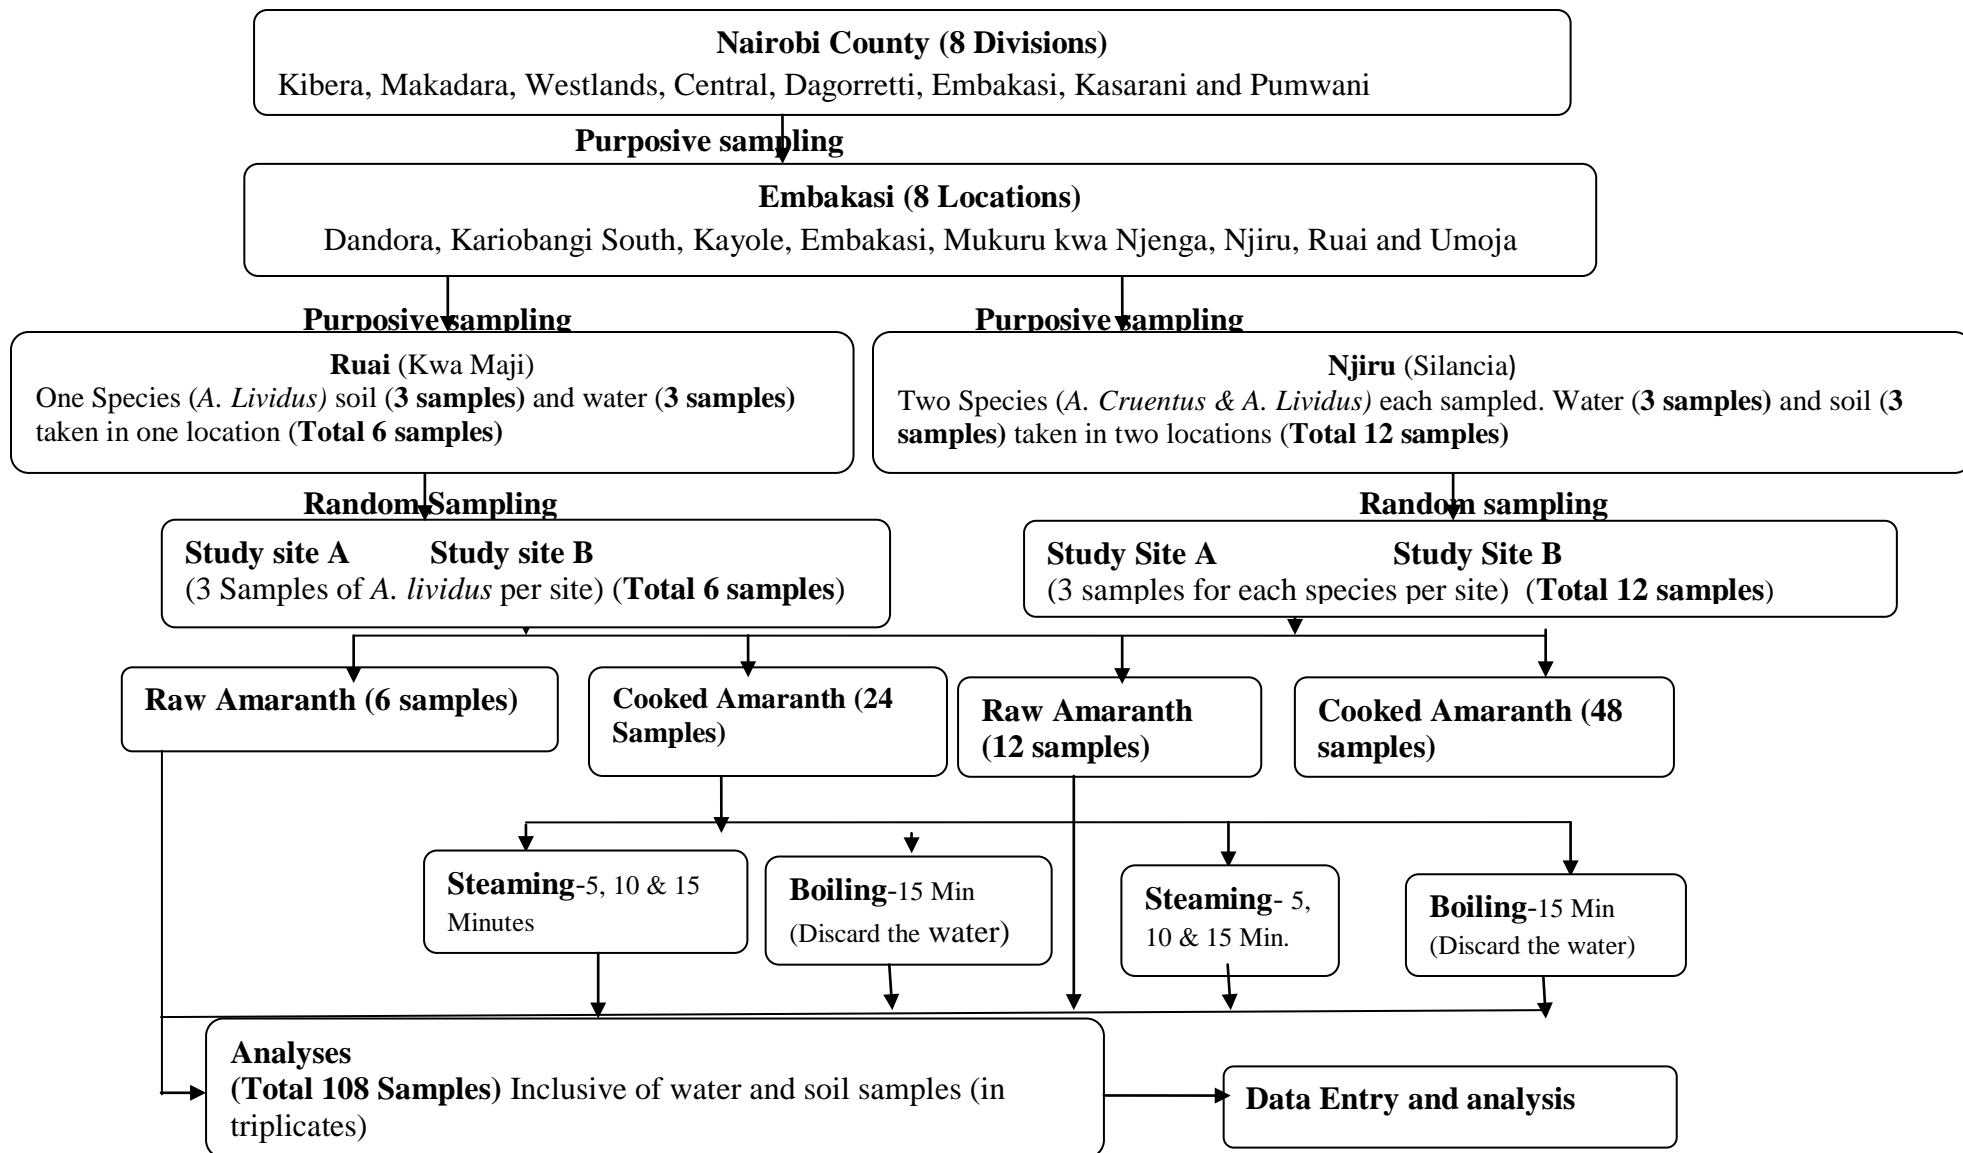 Nairobi County (8 Divisions)
Kibera, Makadara, Westlands, Central, Dagorretti, Embakasi, Kasarani and Pumwani
Purposive sampling
Embakasi (8 Locations)
Dandora, Kariobangi South, Kayole, Embakasi, Mukuru kwa Njenga, Njiru, Ruai and Umoja
Purposive sampling
Purposive sampling
Ruai (Kwa Maji)
One Species (A. Lividus) soil (3 samples) and water (3 samples)
taken in one location (Total 6 samples)
Njiru (Silancia)
Two Species (A. Cruentus & A. Lividus) each sampled. Water (3 samples) and soil (3
samples) taken in two locations (Total 12 samples)
Random Sampling
Random sampling
Study site A Study site B
(3 Samples of A. lividus per site) (Total 6 samples)
Study Site A Study Site B
(3 samples for each species per site) (Total 12 samples)
Raw Amaranth (6 samples)
Cooked Amaranth (24
Samples)
Raw Amaranth
(12 samples)
Cooked Amaranth (48
samples)
Steaming-5, 10 & 15
Minutes
Boiling-15 Min
(Discard the water)
Steaming- 5,
10 & 15 Min.
Boiling-15 Min
(Discard the water)
Analyses
(Total 108 Samples) Inclusive of water and soil samples (in
triplicates)
Data Entry and analysis